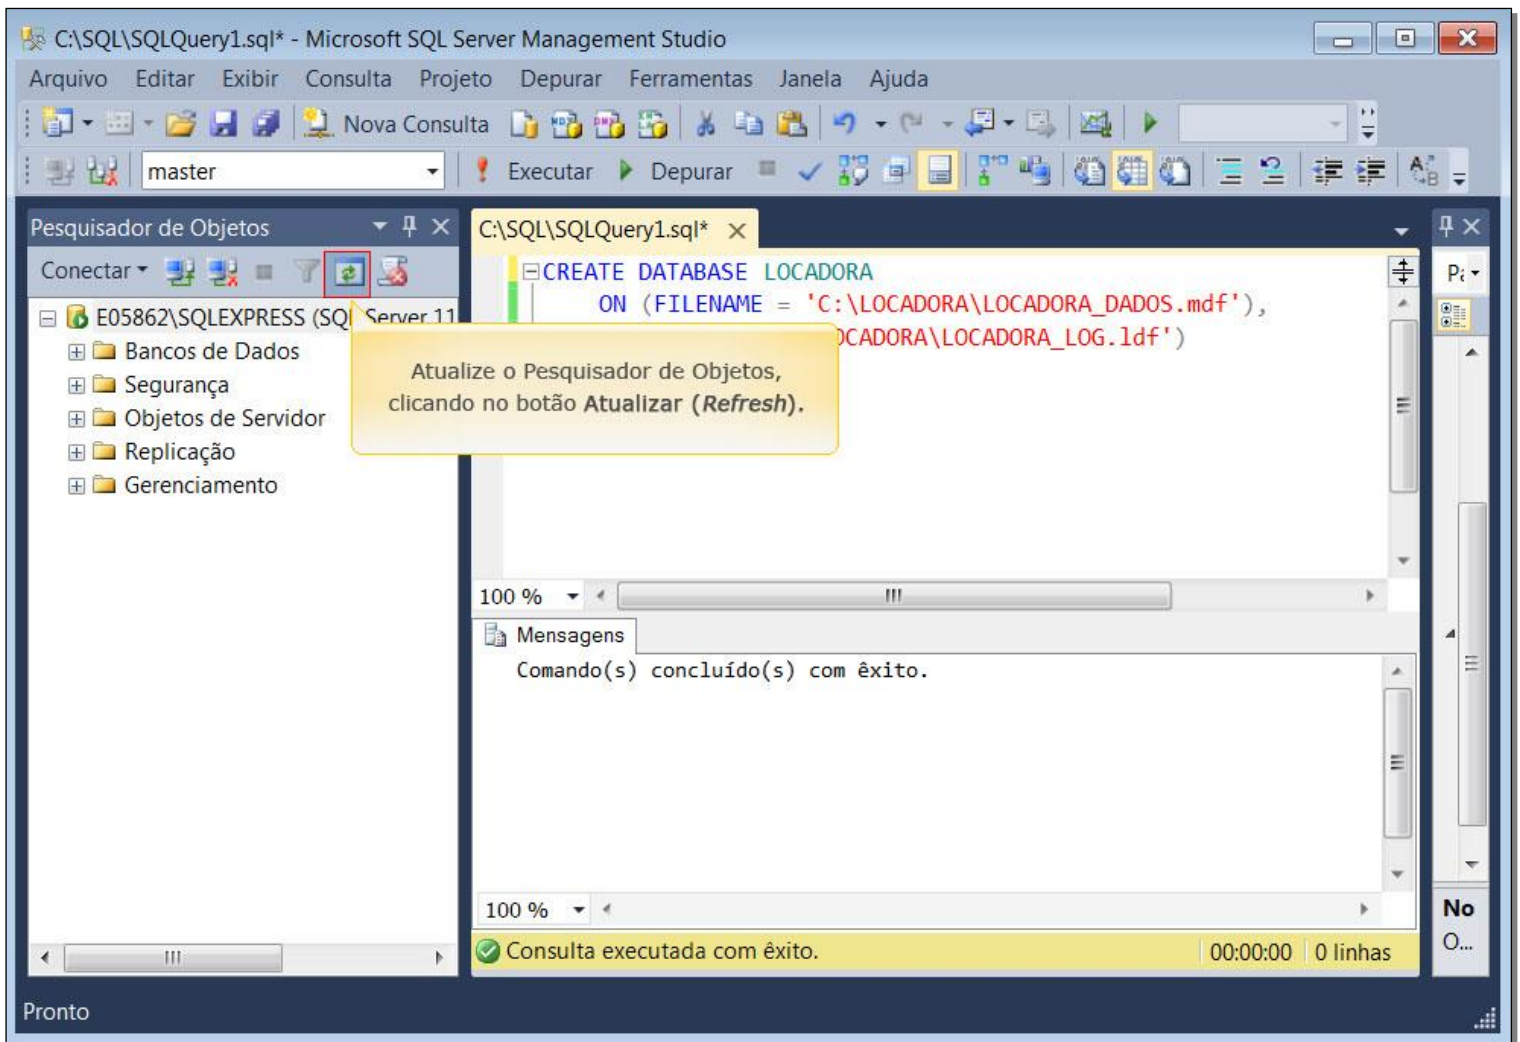 C:\SQL\SQLQuery1.sql* - Microsoft SQL Server Management Studio
Arquivo Editar Exibir Consulta Projeto Depurar Ferramentas Janela Ajuda
Nova Consulta
master
Executar Depurar
Pesquisador de Objetos
Conectar
E05862\SQLEXPRESS (SQL Server 11
Bancos de Dados
Segurança
Objetos de Servidor
Replicação
Gerenciamento
Atualize o Pesquisador de Objetos,
clicando no botão Atualizar (Refresh).
C:\SQL\SQLQuery1.sql*
CREATE DATABASE LOCADORA
ON (FILENAME = 'C:\LOCADORA\LOCADORA_DADOS.mdf'),
OCADORA\LOCADORA_LOG.ldf')
100 %
Mensagens
Comando(s) concluído(s) com êxito.
100 %
Consulta executada com êxito. 00:00:00 0 linhas
No
O...
Pronto